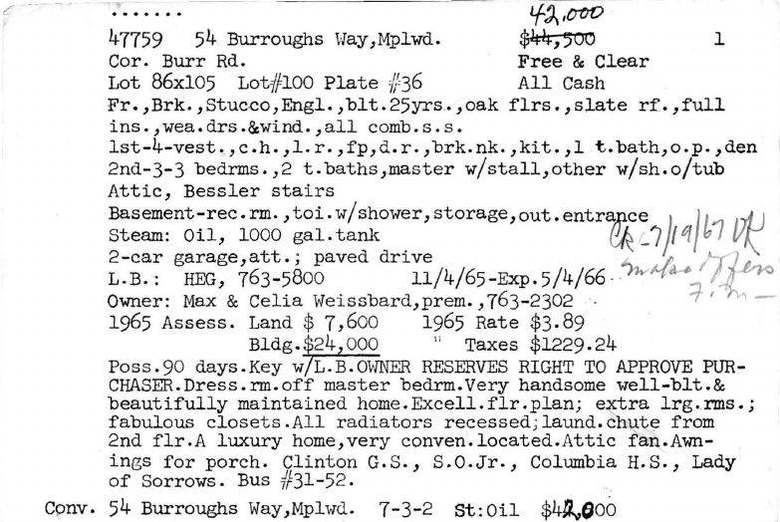 .......
42,000
47759 54 Burroughs Way,Mplwd. $44,500 1
Cor. Burr Rd. Free & Clear
Lot 86x105 Lot#100 Plate #36 All Cash
Fr.,Brk.,Stucco,Engl.,blt.25yrs.,oak flrs.,slate rf.,full
ins.,wea.drs.&wind.,all comb.s.s.
1st-4-vest.,c.h.,l.r.,fp,d.r.,brk.nk.,kit.,1 t.bath,o.p.,den
2nd-3-3 bedrms.,2 t.baths,master w/stall,other w/sh.o/tub
Attic, Bessler stairs
Basement-rec.rm.,toi.w/shower,storage,out.entrance
Steam: Oil, 1000 gal.tank
7/19/67
2-car garage,att.; paved drive
L.B.: HEG, 763-5800 11/4/65-Exp.5/4/66
offers
Owner: Max & Celia Weissbard,prem.,763-2302
1965 Assess. Land $ 7,600 1965 Rate $3.89
Bldg.$24,000 " Taxes $1229.24
Poss.90 days.Key w/L.B.OWNER RESERVES RIGHT TO APPROVE PUR-
CHASER.Dress.rm.off master bedrm.Very handsome well-blt.&
beautifully maintained home.Excell.flr.plan; extra lrg.rms.;
fabulous closets.All radiators recessed;laund.chute from
2nd flr.A luxury home,very conven.located.Attic fan.Awn-
ings for porch. Clinton G.S., S.O.Jr., Columbia H.S., Lady
of Sorrows. Bus #31-52.
Conv. 54 Burroughs Way,Mplwd. 7-3-2 St:Oil $42,000